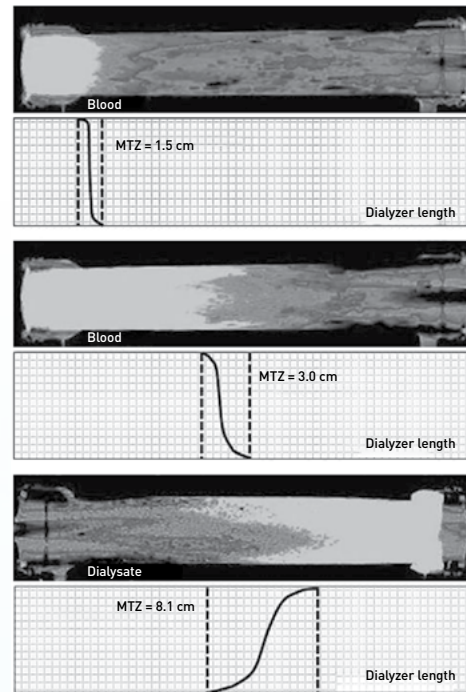 Blood
MTZ = 1.5 cm
Dialyzer length
Blood
MTZ = 3.0 cm
Dialyzer length
Dialysate
MTZ = 8.1 cm
Dialyzer length